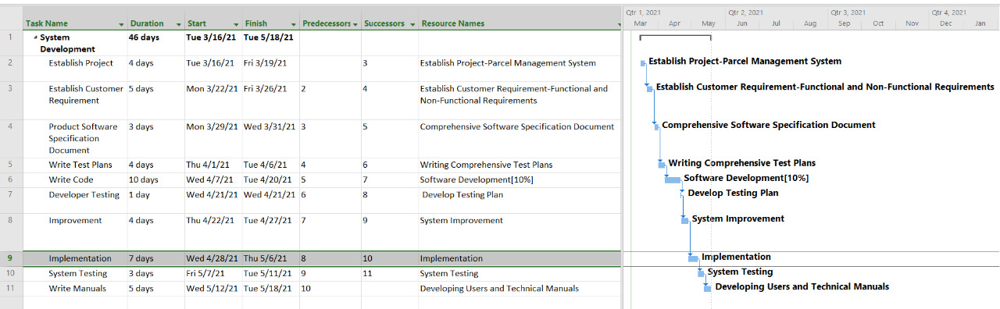 Qtr 1, 2021 Qtr 2, 2021 Qtr 3, 2021 Qtr 4, 2021
Task Name Duration Start Finish Predecessors Successors Resource Names Mar Apr May Jun Jul Aug Sep Oct Nov Dec Jan
1 System 46 days Tue 3/16/21 Tue 5/18/21
Development
2 Establish Project 4 days Tue 3/16/21 Fri 3/19/21 3 Establish Project-Parcel Management System Establish Project-Parcel Management System
3 Establish Customer 5 days Mon 3/22/21 Fri 3/26/21 2 4 Establish Customer Requirement-Functional and Establish Customer Requirement-Functional and Non-Functional Requirements
Requirement Non-Functional Requirements
4 Product Software 3 days Mon 3/29/21 Wed 3/31/21 3 5 Comprehensive Software Specification Document Comprehensive Software Specification Document
Specification
Document
5 Write Test Plans 4 days Thu 4/1/21 Tue 4/6/21 4 6 Writing Comprehensive Test Plans Writing Comprehensive Test Plans
6 Write Code 10 days Wed 4/7/21 Tue 4/20/21 5 7 Software Development[10%] Software Development[10%]
7 Developer Testing 1 day Wed 4/21/21 Wed 4/21/21 6 8 Develop Testing Plan Develop Testing Plan
8 Improvement 4 days Thu 4/22/21 Tue 4/27/21 7 9 System Improvement System Improvement
9 Implementation 7 days Wed 4/28/21 Thu 5/6/21 8 10 Implementation Implementation
10 System Testing 3 days Fri 5/7/21 Tue 5/11/21 9 11 System Testing System Testing
11 Write Manuals 5 days Wed 5/12/21 Tue 5/18/21 10 Developing Users and Technical Manuals Developing Users and Technical Manuals